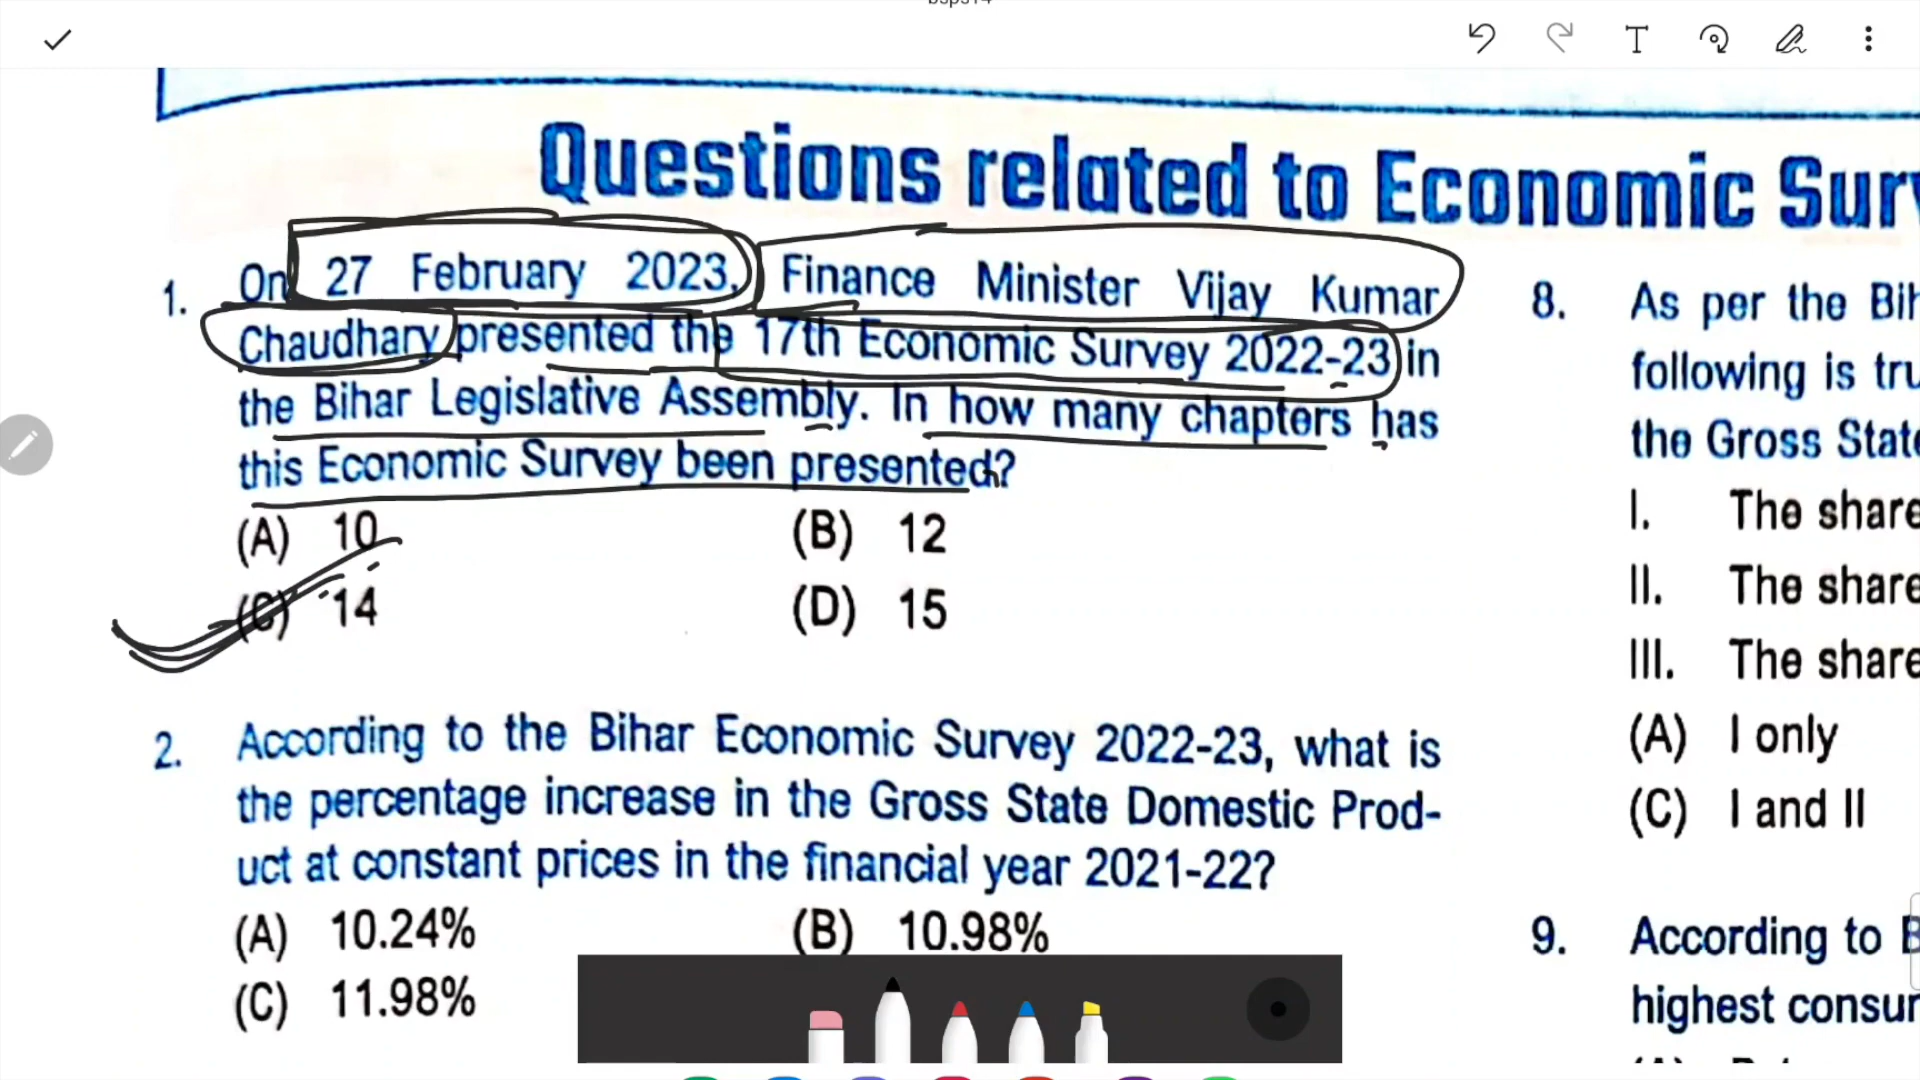 Questions related to Economic Sur
1. On 27 February 2023, Finance Minister Vijay Kumar
Chaudhary presented the 17th Economic Survey 2022-23 in
the Bihar Legislative Assembly. In how many chapters has
this Economic Survey been presented?
(A) 10 (B) 12
(C) 14 (D) 15
2. According to the Bihar Economic Survey 2022-23, what is
the percentage increase in the Gross State Domestic Prod-
uct at constant prices in the financial year 2021-22?
(A) 10.24% (B) 10.98%
(C) 11.98%
8. As per the Bih
following is tru
the Gross State
I. The share
II. The share
III. The share
(A) I only
(C) I and II
9. According to B
highest consu